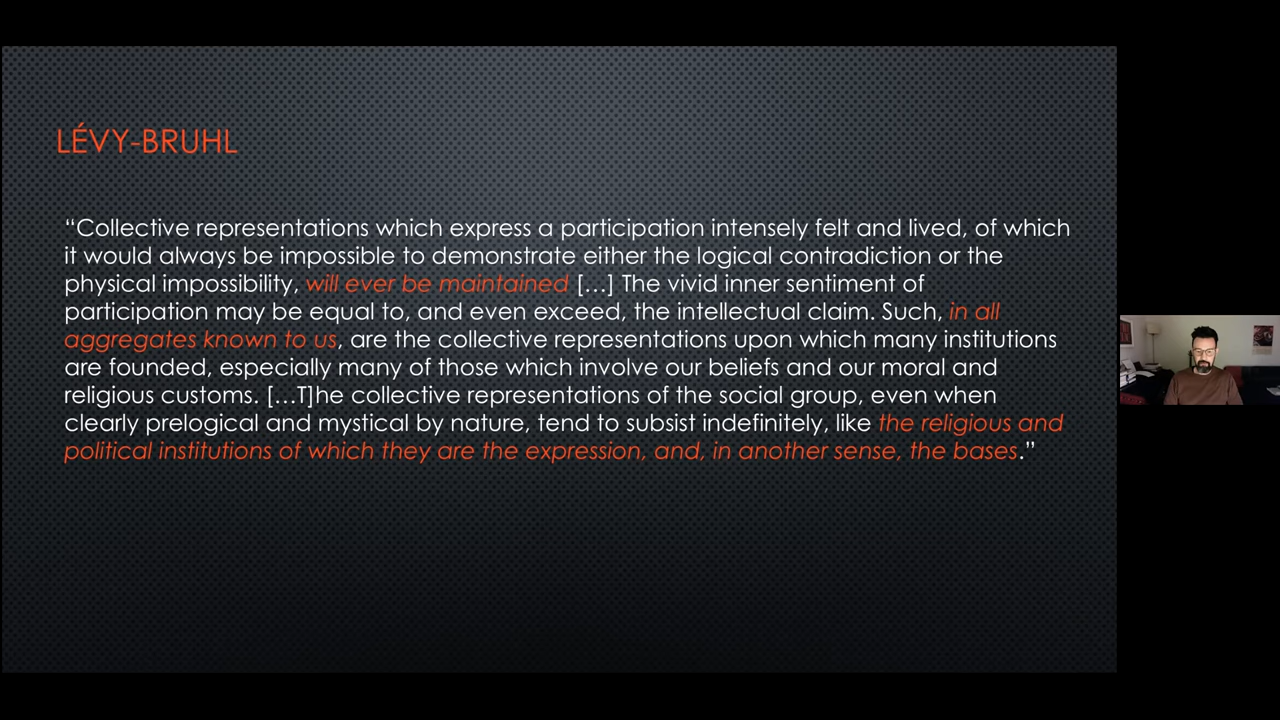 LÉVY-BRUHL
“Collective representations which express a participation intensely felt and lived, of which
it would always be impossible to demonstrate either the logical contradiction or the
physical impossibility, will ever be maintained […] The vivid inner sentiment of
participation may be equal to, and even exceed, the intellectual claim. Such, in all
aggregates known to us, are the collective representations upon which many institutions
are founded, especially many of those which involve our beliefs and our moral and
religious customs. […T]he collective representations of the social group, even when
clearly prelogical and mystical by nature, tend to subsist indefinitely, like the religious and
political institutions of which they are the expression, and, in another sense, the bases.”